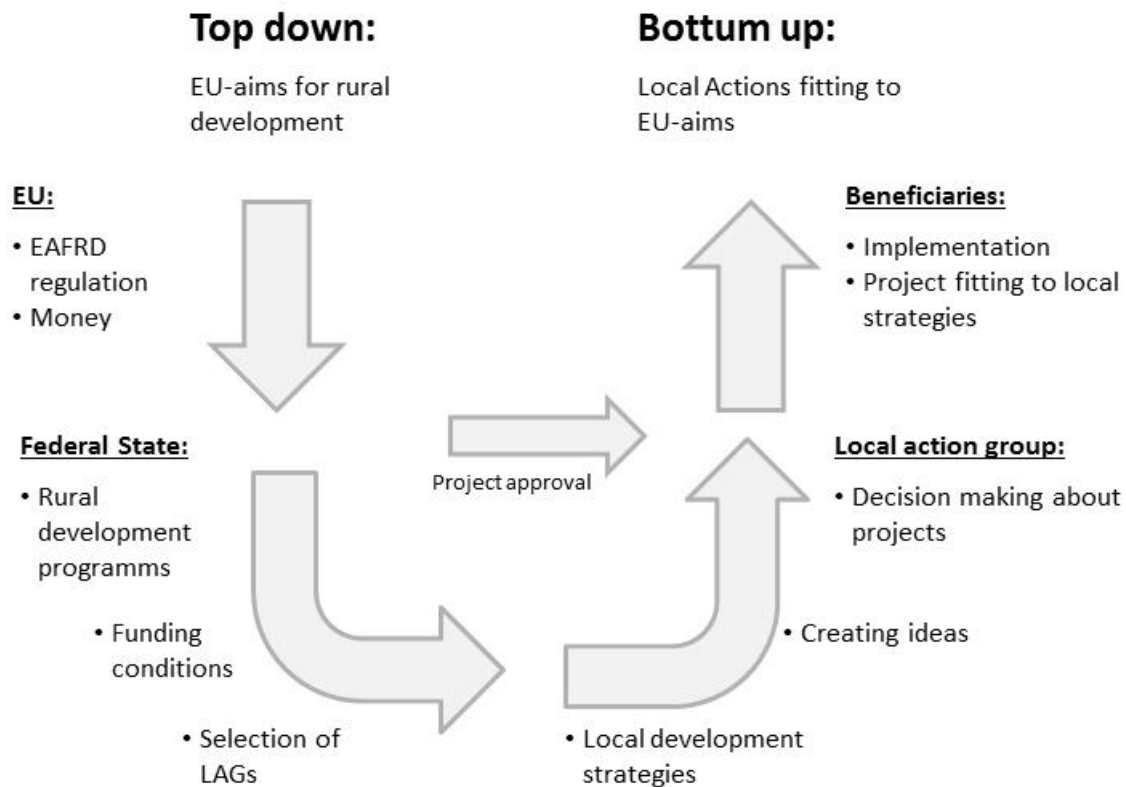 Top down:
EU-aims for rural
development
Bottum up:
Local Actions fitting to
EU-aims
EU:
• EAFRD
regulation
• Money
Beneficiaries:
• Implementation
• Project fitting to local
strategies
Federal State:
• Rural
development
programms
• Funding
conditions
• Selection of
LAGs
Project approval
Local action group:
• Decision making about
projects
• Creating ideas
• Local development
strategies